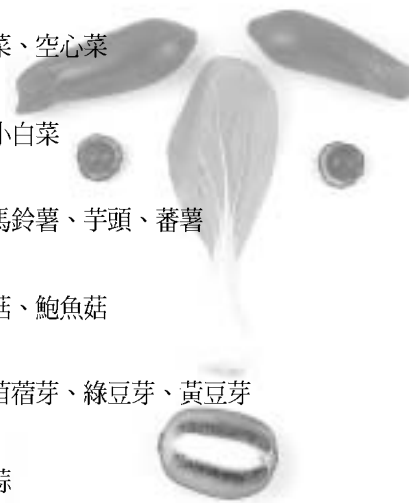 菜、空心菜
小白菜
馬鈴薯、芋頭、蕃薯
菇、鮑魚菇
苜蓿芽、綠豆芽、黃豆芽
蒜